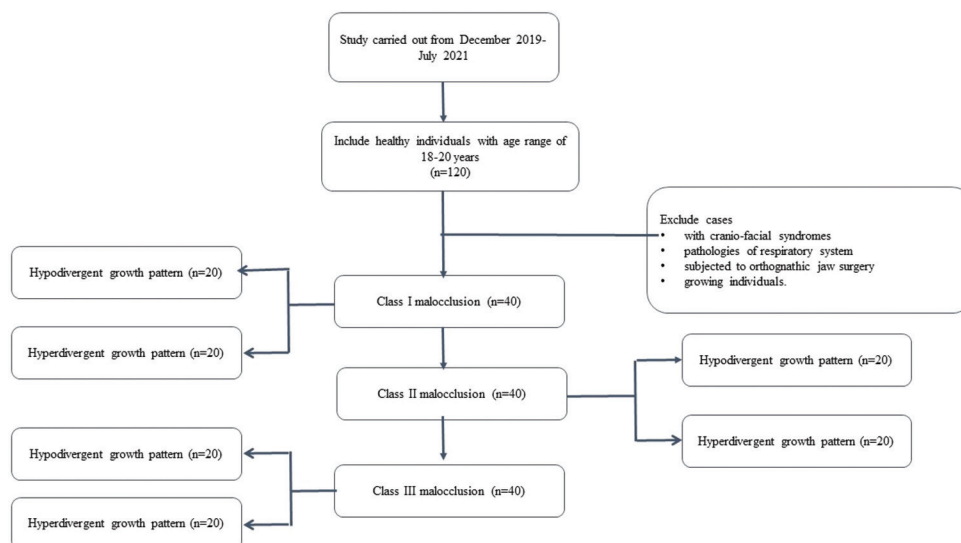 Study carried out from December 2019-
July 2021
Include healthy individuals with age range of
18-20 years
(n=120)
Exclude cases
• with cranio-facial syndromes
• pathologies of respiratory system
• subjected to orthognathic jaw surgery
• growing individuals.
Class I malocclusion (n=40)
Hypodivergent growth pattern (n=20)
Hyperdivergent growth pattern (n=20)
Class II malocclusion (n=40)
Hypodivergent growth pattern (n=20)
Hyperdivergent growth pattern (n=20)
Class III malocclusion (n=40)
Hypodivergent growth pattern (n=20)
Hyperdivergent growth pattern (n=20)